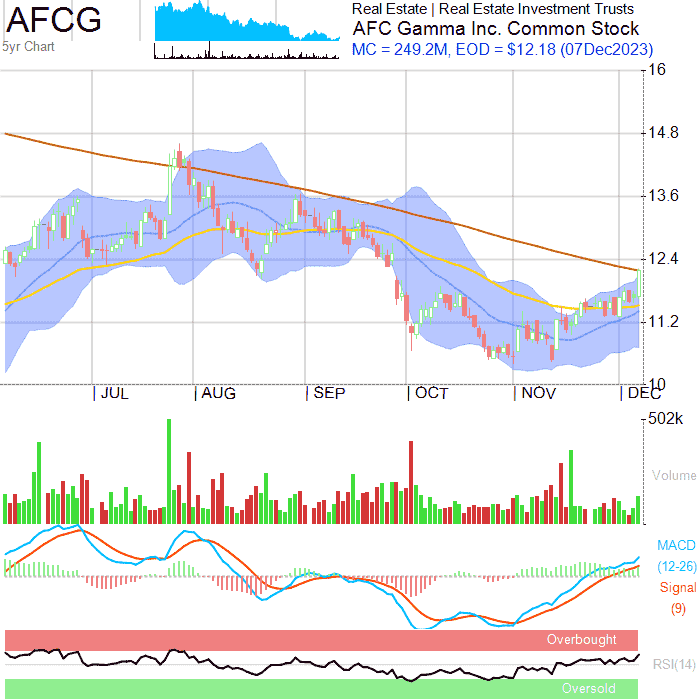 AFCG
5yr Chart
Real Estate | Real Estate Investment Trusts
AFC Gamma Inc. Common Stock
MC = 249.2M, EOD = $12.18 (07Dec2023)
16
14.8
13.6
12.4
11.2
10
JUL AUG SEP OCT NOV DEC
502k
Volume
MACD
(12-26)
Signal
(9)
Overbought
RSI(14)
Oversold